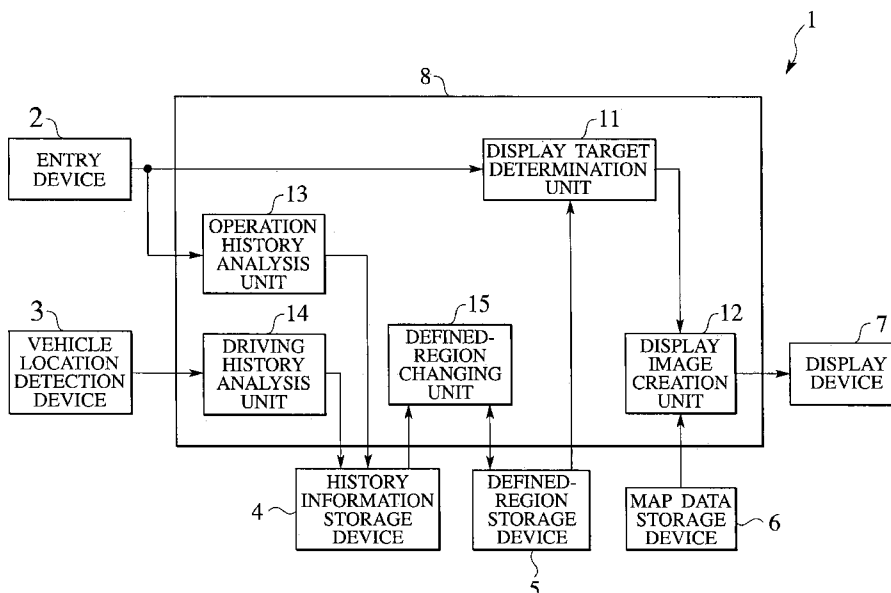 1
8
2
ENTRY
DEVICE
11
DISPLAY TARGET
DETERMINATION
UNIT
13
OPERATION
HISTORY
ANALYSIS
UNIT
3
VEHICLE
LOCATION
DETECTION
DEVICE
14
DRIVING
HISTORY
ANALYSIS
UNIT
15
DEFINED-
REGION
CHANGING
UNIT
12
DISPLAY
IMAGE
CREATION
UNIT
7
DISPLAY
DEVICE
4
HISTORY
INFORMATION
STORAGE
DEVICE
DEFINED-
REGION
STORAGE
DEVICE
5
MAP DATA
STORAGE
DEVICE
6